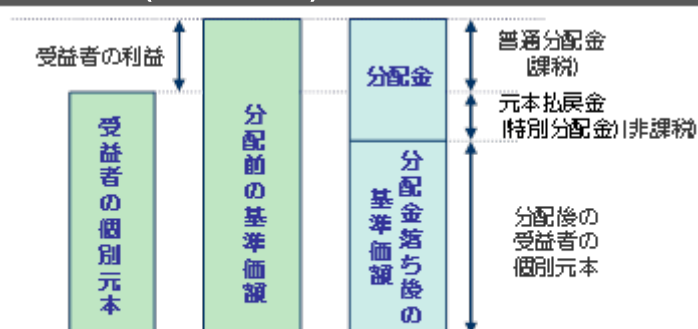 受益者の利益
受益者の個別元本
分配前の基準価額
分配金
分配金落ち後の
基準価額
普通分配金
(課税)
元本払戻金
(特別分配金)(非課税)
分配後の
受益者の
個別元本